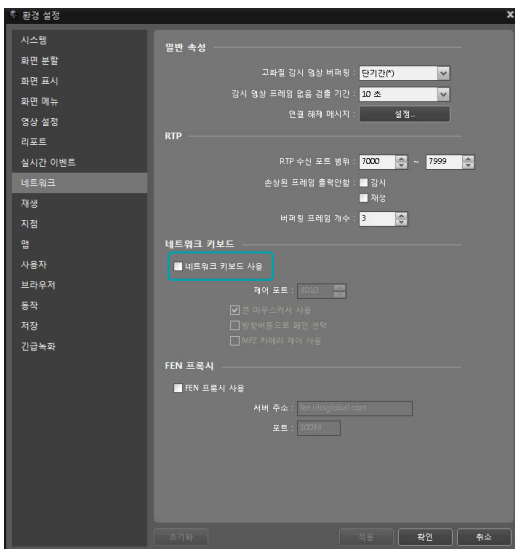 환경 설정
시스템
화면 분할
화면 표시
화면 메뉴
영상 설정
리포트
실시간 이벤트
네트워크
재생
지점
맵
사용자
브라우저
동작
저장
긴급녹화
일반 속성
고화질 감시 영상 버퍼링 : 단기간(*)
감시 영상 프레임 없음 검출 기간 : 10 초
연결 해제 메시지 : 설정...
RTP
RTP 수신 포트 범위 : 7000 ~ 7999
손상된 프레임 출력안함 : 감시
재생
버퍼링 프레임 개수 : 3
네트워크 키보드
네트워크 키보드 사용
제어 포트 : 8010
큰 마우스커서 사용
방향버튼으로 페인 선택
MFZ 카메라 제어 사용
FEN 프록시
FEN 프록시 사용
서버 주소 : fen.idisglobal.com
포트 : 10088
초기화 적용 확인 취소